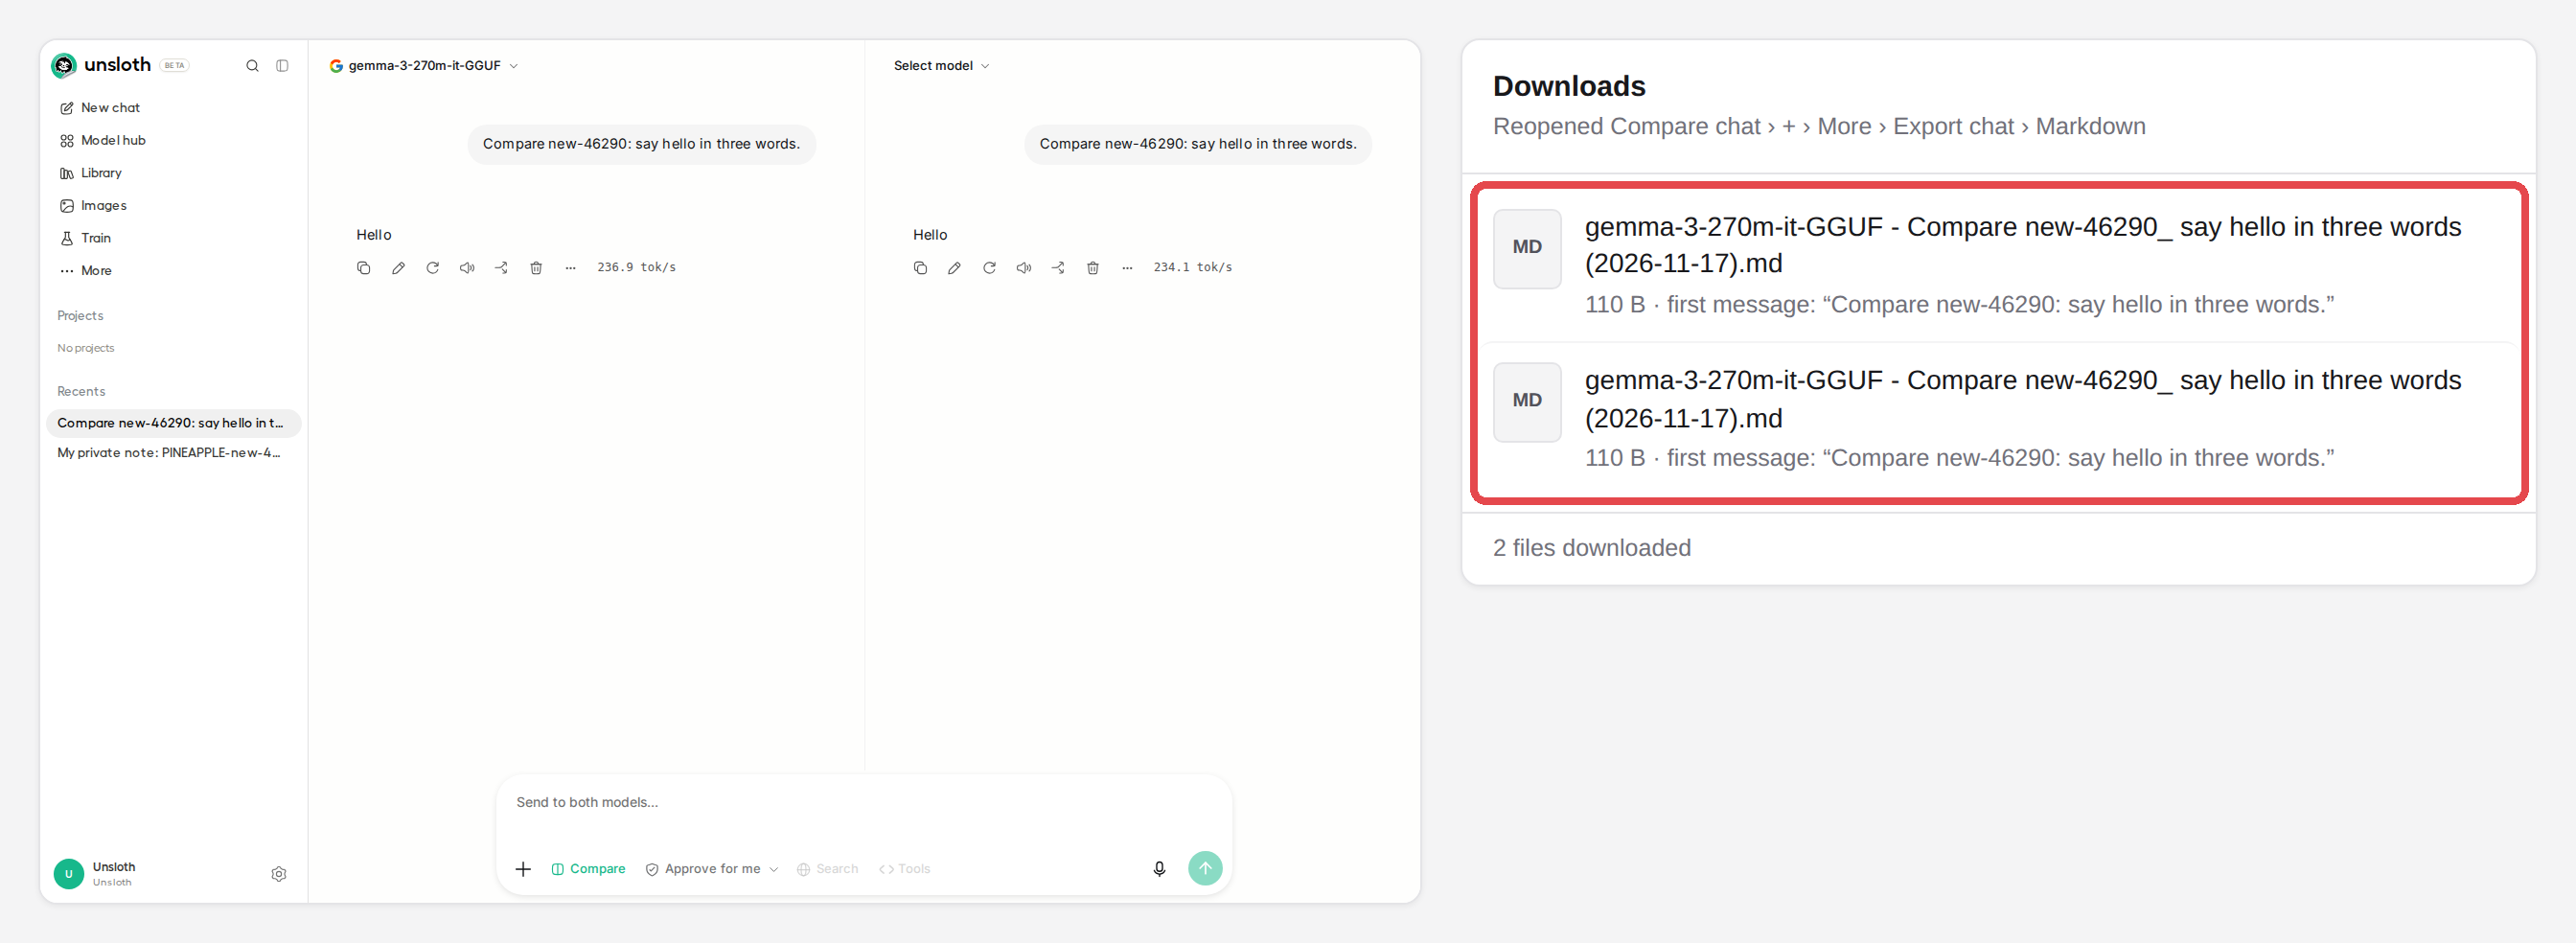 unsloth BETA
New chat
Model hub
Library
Images
Train
More
Projects
No projects
Recents
Compare new-46290: say hello in t...
My private note: PINEAPPLE-new-4...
U
Unsloth
Unsloth
gemma-3-270m-it-GGUF
Compare new-46290: say hello in three words.
Hello
236.9 tok/s
Select model
Compare new-46290: say hello in three words.
Hello
234.1 tok/s
Send to both models...
Compare Approve for me Search Tools
Downloads
Reopened Compare chat › + › More › Export chat › Markdown
MD
gemma-3-270m-it-GGUF - Compare new-46290_ say hello in three words
(2026-11-17).md
110 B · first message: “Compare new-46290: say hello in three words.”
MD
gemma-3-270m-it-GGUF - Compare new-46290_ say hello in three words
(2026-11-17).md
110 B · first message: “Compare new-46290: say hello in three words.”
2 files downloaded